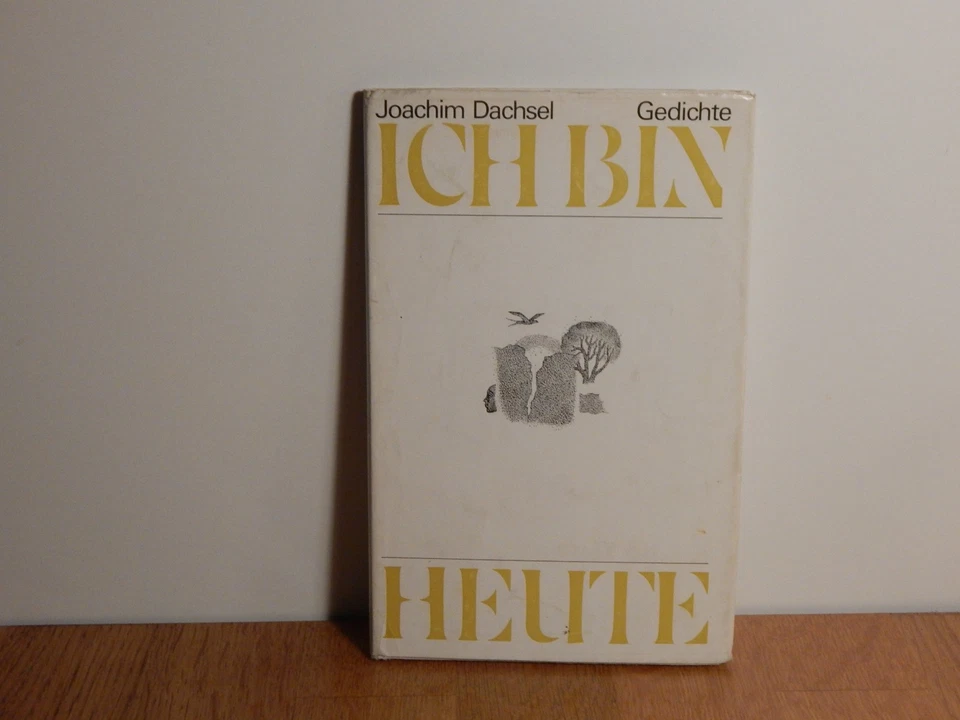 Joachim Dachsel Gedichte
ICH BIN
HEUTE